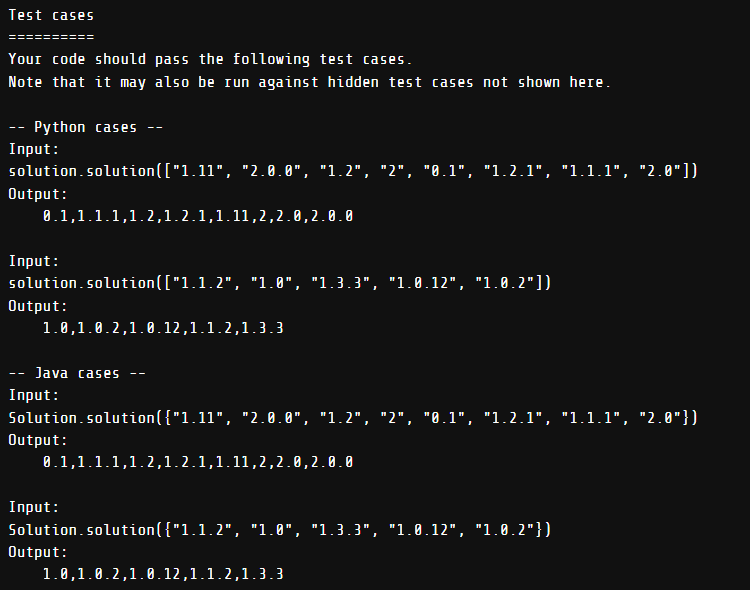 Test cases
==========
Your code should pass the following test cases.
Note that it may also be run against hidden test cases not shown here.
-- Python cases --
Input:
solution.solution(["1.11", "2.0.0", "1.2", "2", "0.1", "1.2.1", "1.1.1", "2.0"])
Output:
0.1,1.1.1,1.2,1.2.1,1.11,2,2.0,2.0.0
Input:
solution.solution(["1.1.2", "1.0", "1.3.3", "1.0.12", "1.0.2"])
Output:
1.0,1.0.2,1.0.12,1.1.2,1.3.3
-- Java cases --
Input:
Solution.solution({"1.11", "2.0.0", "1.2", "2", "0.1", "1.2.1", "1.1.1", "2.0"})
Output:
0.1,1.1.1,1.2,1.2.1,1.11,2,2.0,2.0.0
Input:
Solution.solution({"1.1.2", "1.0", "1.3.3", "1.0.12", "1.0.2"})
Output:
1.0,1.0.2,1.0.12,1.1.2,1.3.3